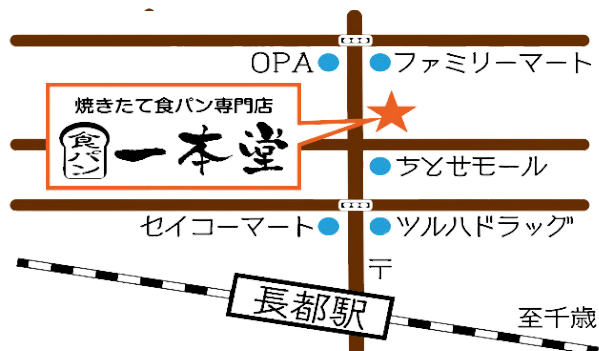 OPA
ファミリーマート
焼きたて食パン専門店
食パン
一本堂
ちとせモール
セイコーマート
ツルハドラッグ
〒
長都駅
至千歳